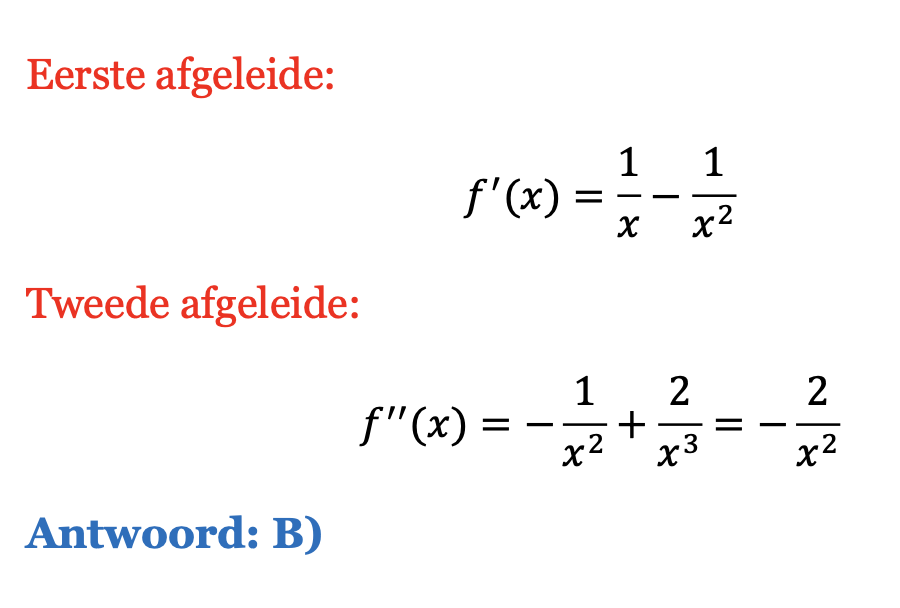 Eerste afgeleide:
f′(x) = 1/x − 1/x²
Tweede afgeleide:
f′′(x) = −1/x² + 2/x³ = −2/x²
Antwoord: B)